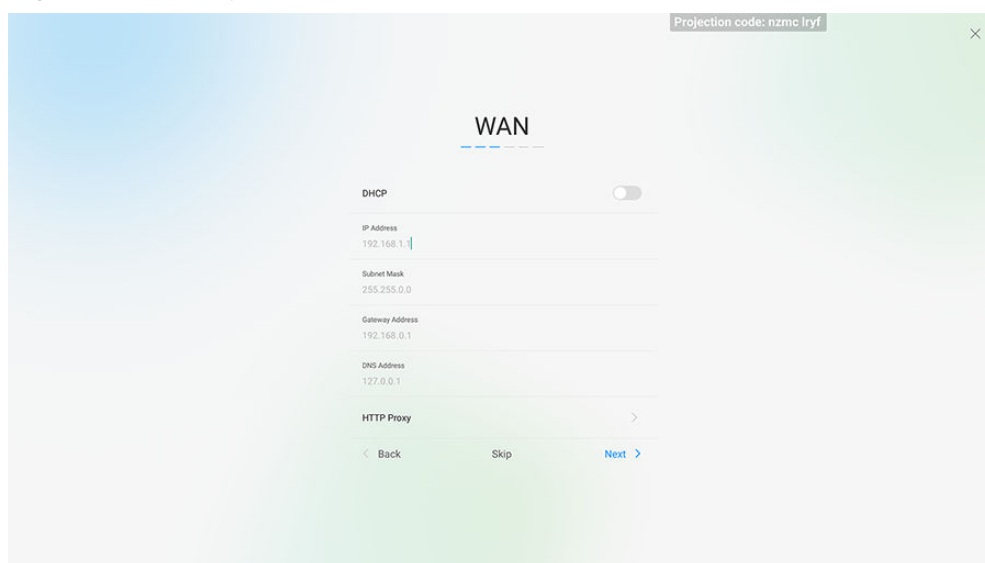 Projection code: nzmc lryf
WAN
DHCP
IP Address
192.168.1.1
Subnet Mask
255.255.0.0
Gateway Address
192.168.0.1
DNS Address
127.0.0.1
HTTP Proxy
Back Skip Next